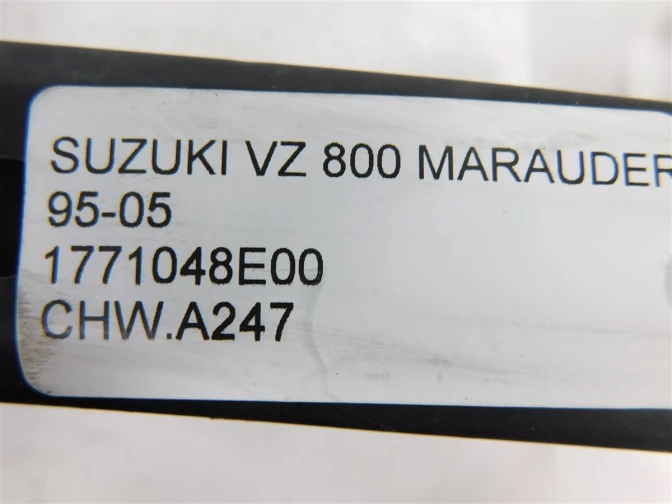 SUZUKI VZ 800 MARAUDER
95-05
1771048E00
CHW.A247